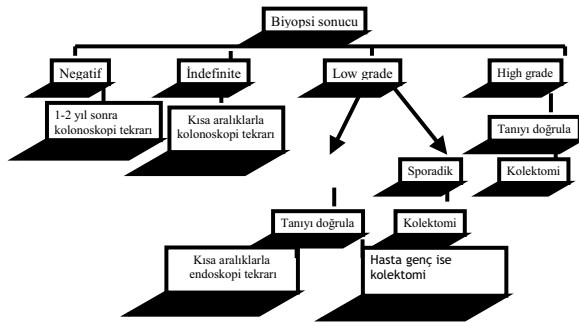 Biyopsi sonucu
Negatif
İndefinite
Low grade
High grade
1-2 yıl sonra
kolonoskopi tekrarı
Kısa aralıklarla
kolonoskopi tekrarı
Tanıyı doğrula
Sporadik
Kolektomi
Tanıyı doğrula
Kolektomi
Kısa aralıklarla
endoskopi tekrarı
Hasta genç ise
kolektomi